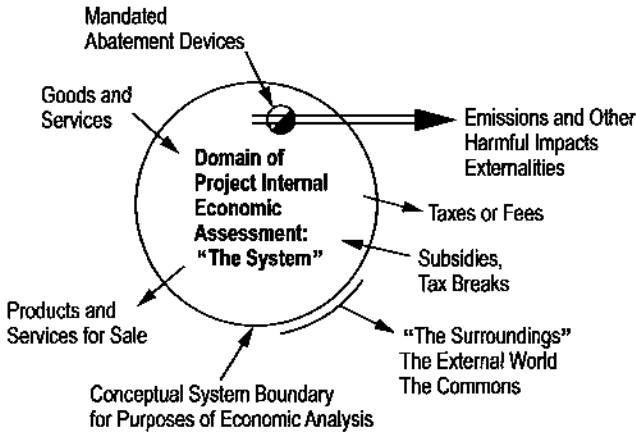 Mandated
Abatement Devices
Goods and
Services
Emissions and Other
Harmful Impacts
Externalities
Domain of
Project Internal
Economic
Assessment:
“The System”
Taxes or Fees
Subsidies,
Tax Breaks
Products and
Services for Sale
“The Surroundings”
The External World
The Commons
Conceptual System Boundary
for Purposes of Economic Analysis